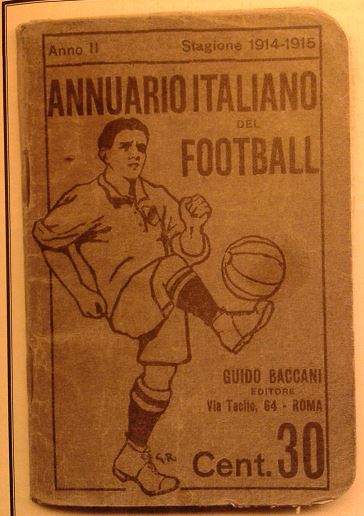 Anno II Stagione 1914-1915
ANNUARIO ITALIANO
DEL
FOOTBALL
GUIDO BACCANI
EDITORE
Via Tacito, 64 - ROMA
G.R
Cent. 30